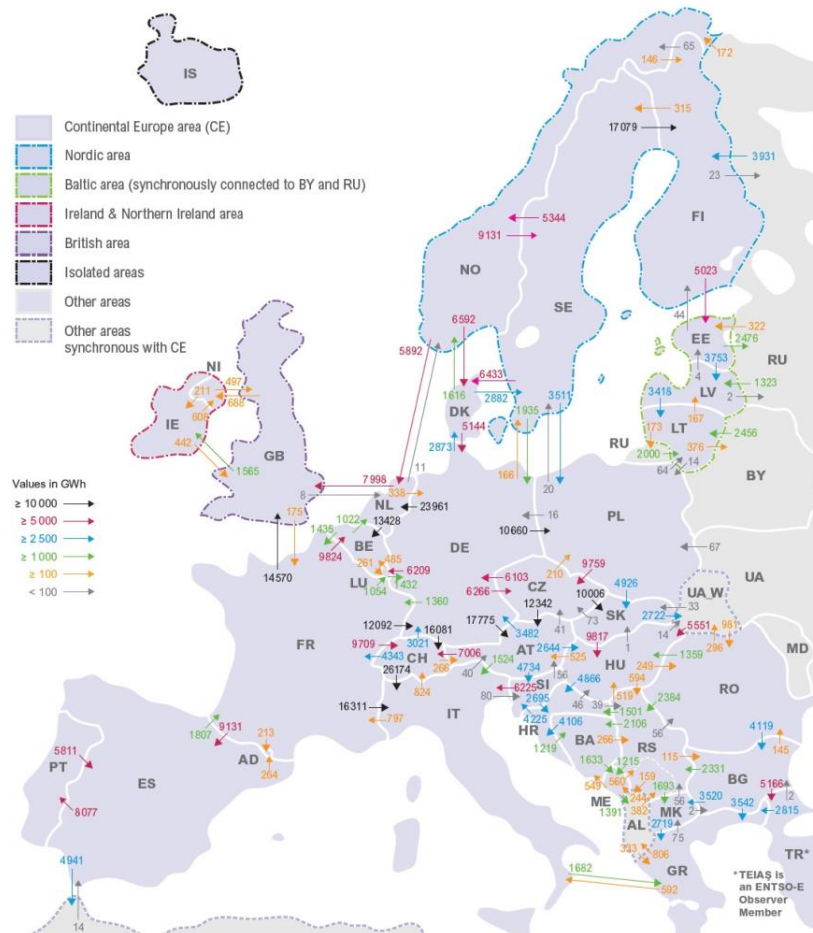 IS
Continental Europe area (CE)
Nordic area
Baltic area (synchronously connected to BY and RU)
Ireland & Northern Ireland area
British area
Isolated areas
Other areas
Other areas
synchronous with CE
65
172
146
315
17079
3931
23
FI
5344
9131
NO
SE
5023
44
322
EE
2476
RU
4
3753
1323
LV
2
3418
167
173
LT
2456
376
RU
2000
14
64
BY
6592
5892
6433
1616
2882
1935
3511
DK
5144
2873
166
20
11
NI
497
211
688
IE
608
442
1565
GB
7998
8
338
NL
23961
175
14570
1022
13428
1435
BE
9824
DE
16
10660
PL
67
Values in GWh
≥ 10 000
≥ 5 000
≥ 2 500
≥ 1 000
≥ 100
< 100
485
261
6209
LU
1054
1432
1360
6103
6266
CZ
210
9759
12342
10006
4926
SK
73
41
UA
UA_W
33
2722
14
5551
981
296
MD
FR
12092
3021
16081
9709
4343
CH
7006
266
824
26174
17775
3482
AT
2644
525
9817
1
HU
1359
249
594
RO
1524
40
4734
SI
56
4866
6225
80
2695
46
39
519
1501
2384
2106
56
IT
16311
797
4225
HR
4106
1219
BA
266
RS
4119
145
115
2331
BG
1633
1215
560
549
159
244
1693
382
ME
1391
56
MK
3520
2
3542
5166
2
2815
AL
2719
75
333
806
GR
TR*
1682
592
1807
9131
AD
213
264
5811
PT
ES
8077
4941
14
*TEIAŞ is
an ENTSO-E
Observer
Member